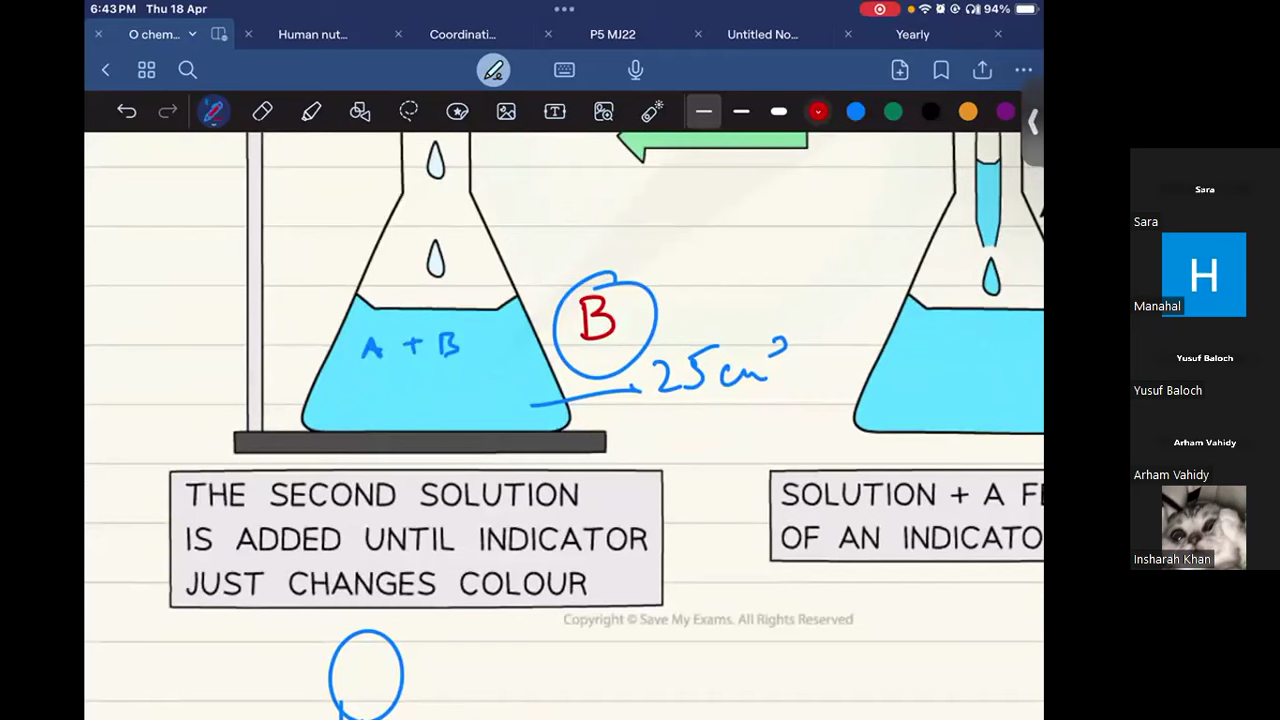 6:43 PM Thu 18 Apr
94%
O chem...
Human nut...
Coordinati...
P5 MJ22
Untitled No...
Yearly
A + B
B
25 cm³
THE SECOND SOLUTION
IS ADDED UNTIL INDICATOR
JUST CHANGES COLOUR
SOLUTION + A FE
OF AN INDICATO
Copyright © Save My Exams. All Rights Reserved
Sara
Sara
H
Manahal
Yusuf Baloch
Yusuf Baloch
Arham Vahidy
Arham Vahidy
Insharah Khan